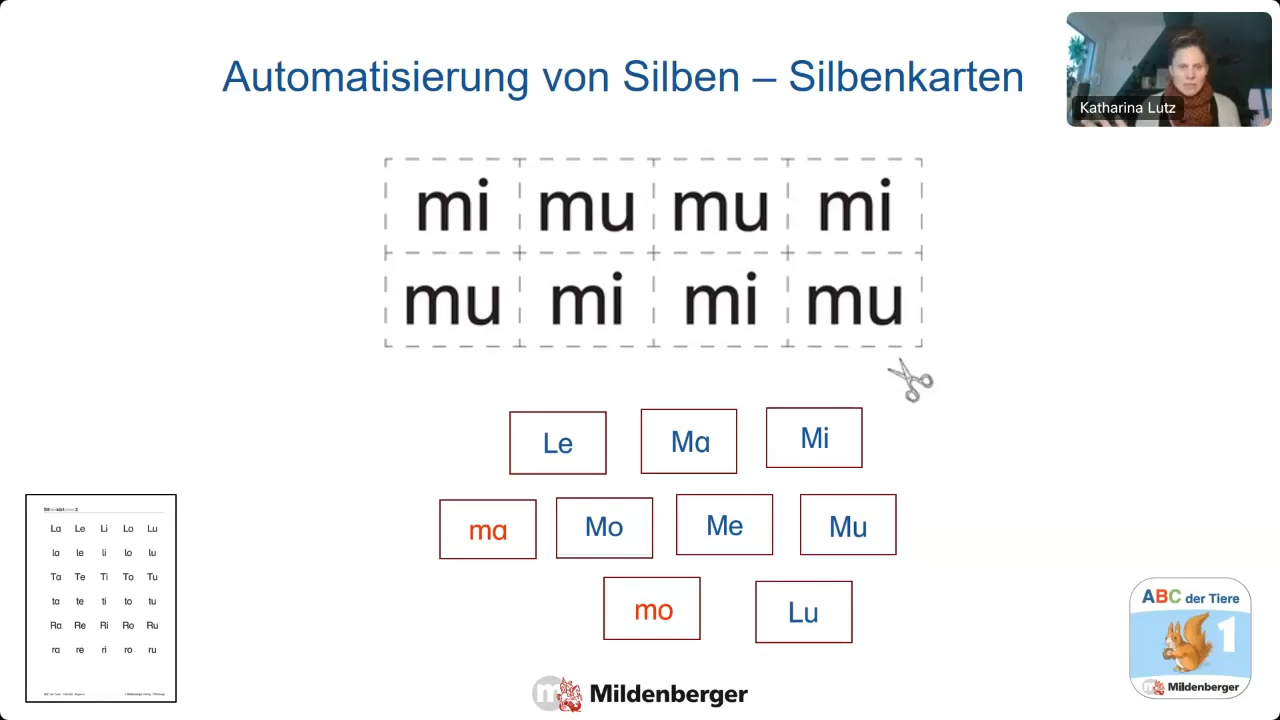 Automatisierung von Silben – Silbenkarten
Katharina Lutz
mi mu mu mi
mu mi mi mu
Le Ma Mi
ma Mo Me Mu
mo Lu
La Le Li Lo Lu
la le li lo lu
Ta Te Ti To Tu
ta te ti to tu
Ra Re Ri Ro Ru
ra re ri ro ru
ABC der Tiere
1
Mildenberger
m Mildenberger